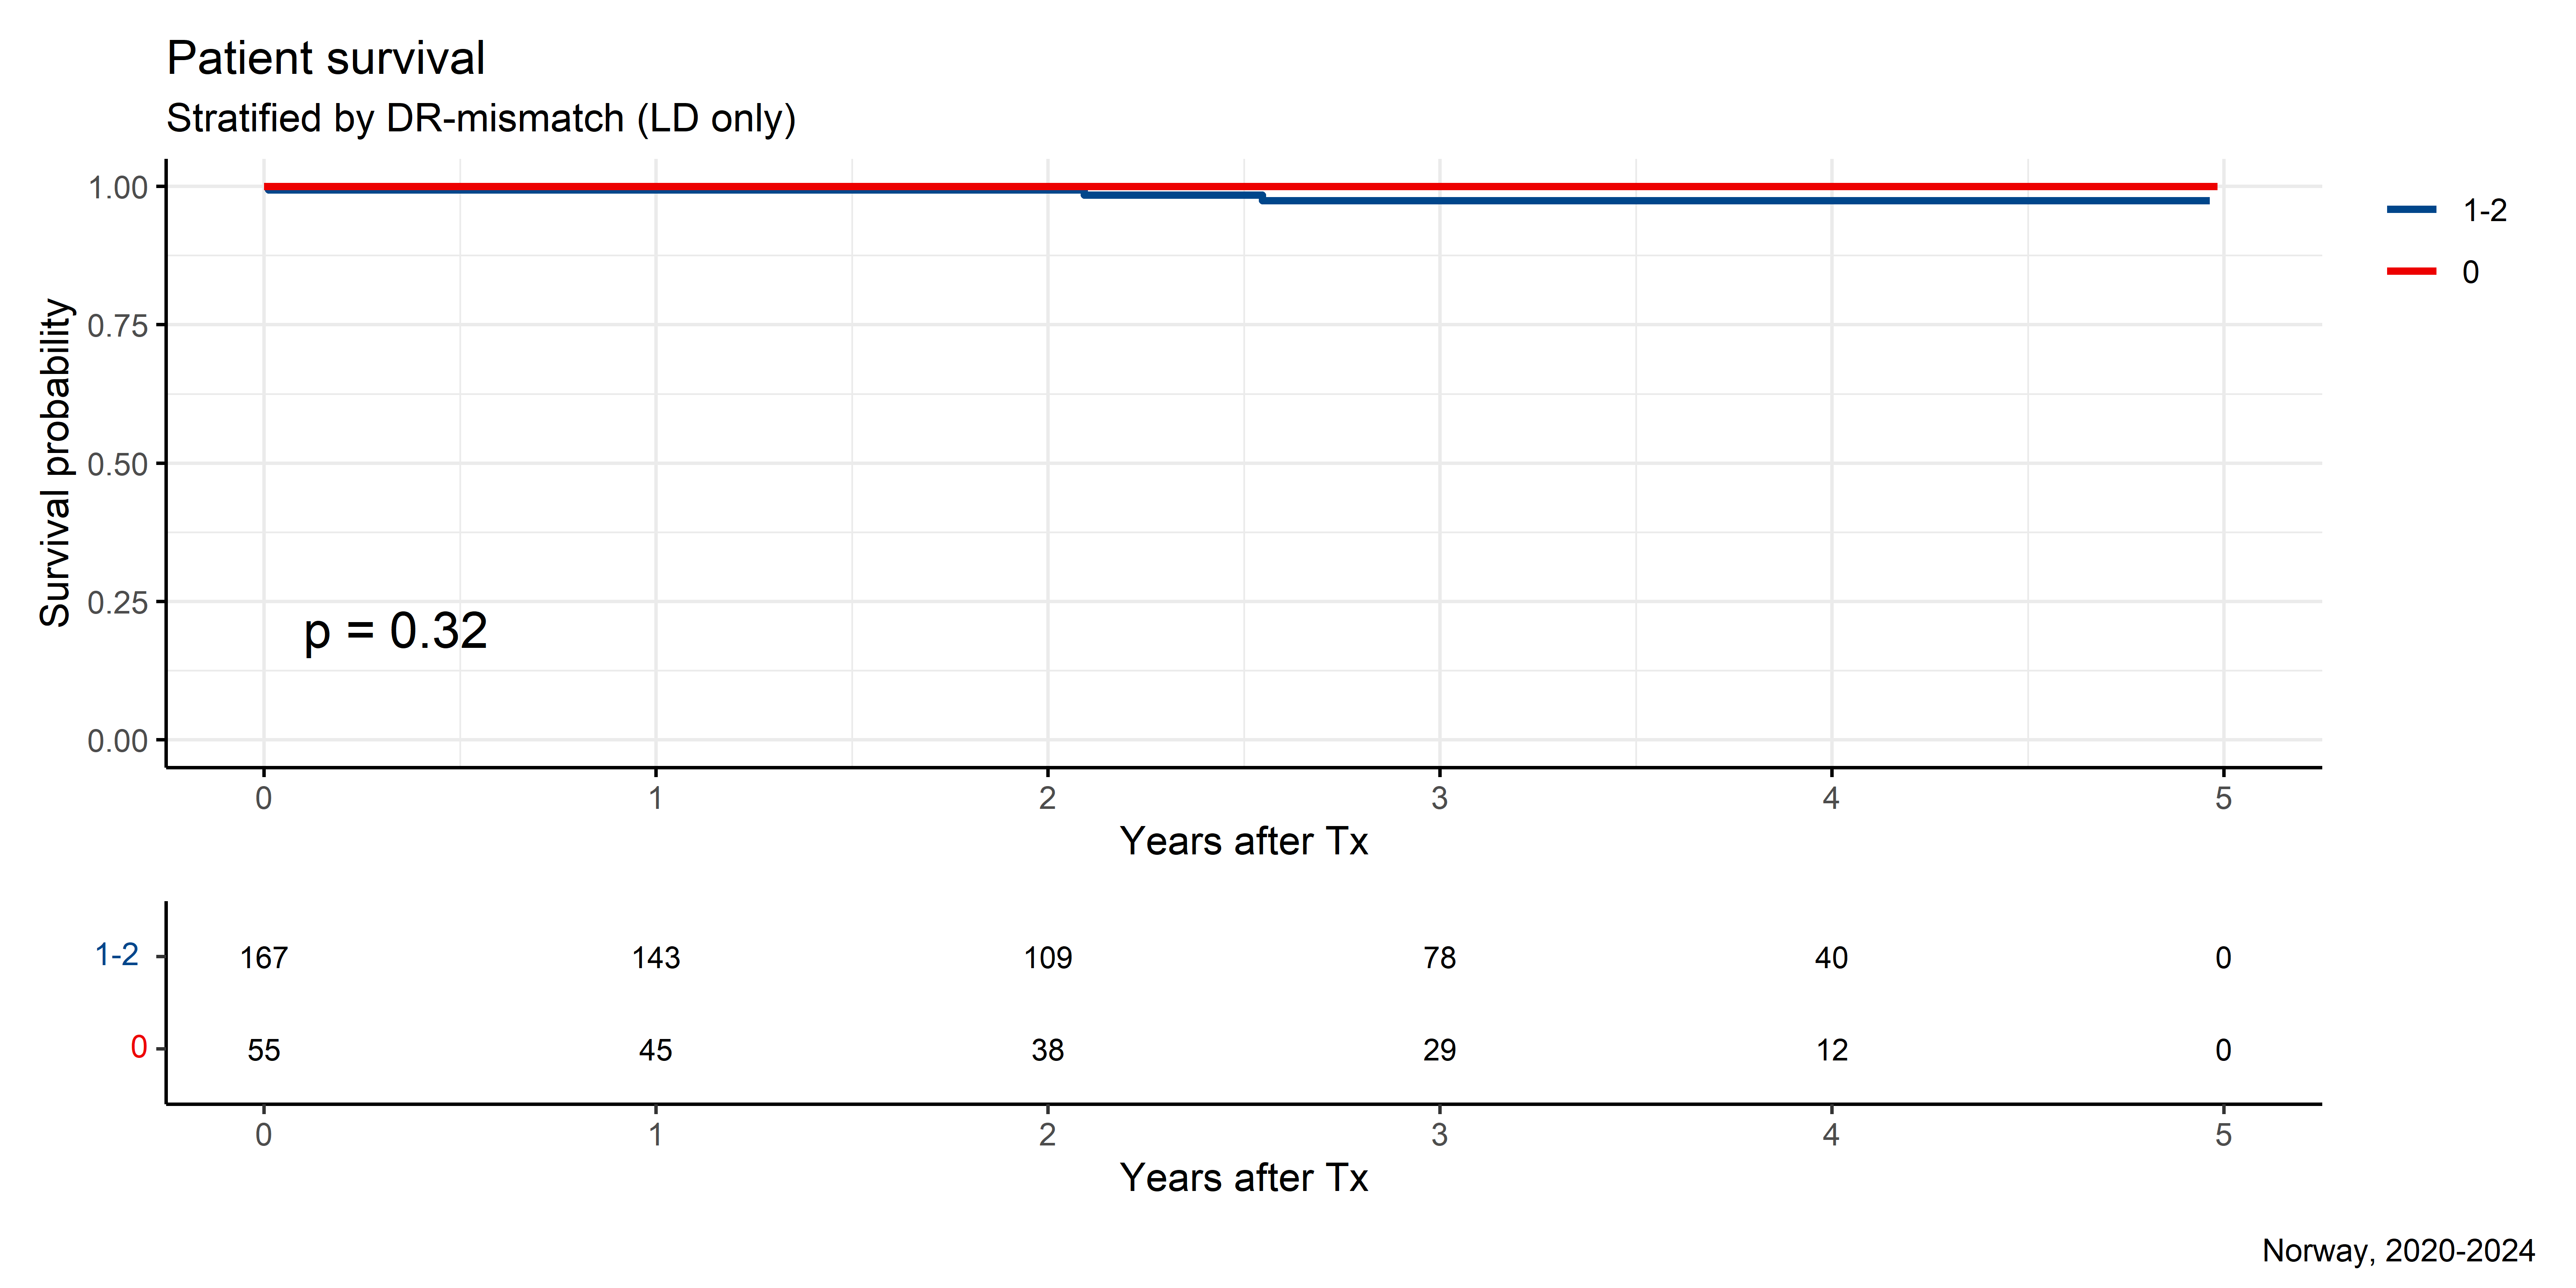 Patient survival
Stratified by DR-mismatch (LD only)
Survival probability
1.00
0.75
0.50
0.25
0.00
p = 0.32
1-2
0
0 1 2 3 4 5
Years after Tx
1-2 167 143 109 78 40 0
0 55 45 38 29 12 0
0 1 2 3 4 5
Years after Tx
Norway, 2020-2024